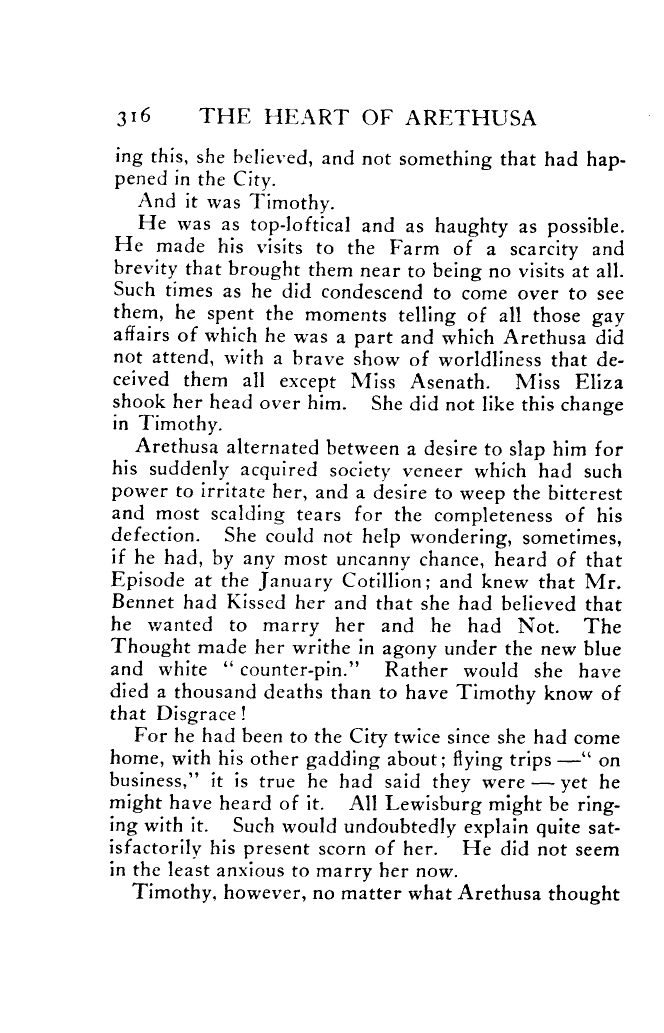 316 THE HEART OF ARETHUSA
ing this, she believed, and not something that had hap-
pened in the City.
And it was Timothy.
He was as top-loftical and as haughty as possible.
He made his visits to the Farm of a scarcity and
brevity that brought them near to being no visits at all.
Such times as he did condescend to come over to see
them, he spent the moments telling of all those gay
affairs of which he was a part and which Arethusa did
not attend, with a brave show of worldliness that de-
ceived them all except Miss Asenath. Miss Eliza
shook her head over him. She did not like this change
in Timothy.
Arethusa alternated between a desire to slap him for
his suddenly acquired society veneer which had such
power to irritate her, and a desire to weep the bitterest
and most scalding tears for the completeness of his
defection. She could not help wondering, sometimes,
if he had, by any most uncanny chance, heard of that
Episode at the January Cotillion; and knew that Mr.
Bennet had Kissed her and that she had believed that
he wanted to marry her and he had Not. The
Thought made her writhe in agony under the new blue
and white " counter-pin." Rather would she have
died a thousand deaths than to have Timothy know of
that Disgrace!
For he had been to the City twice since she had come
home, with his other gadding about; flying trips —" on
business," it is true he had said they were — yet he
might have heard of it. All Lewisburg might be ring-
ing with it. Such would undoubtedly explain quite sat-
isfactorily his present scorn of her. He did not seem
in the least anxious to marry her now.
Timothy, however, no matter what Arethusa thought